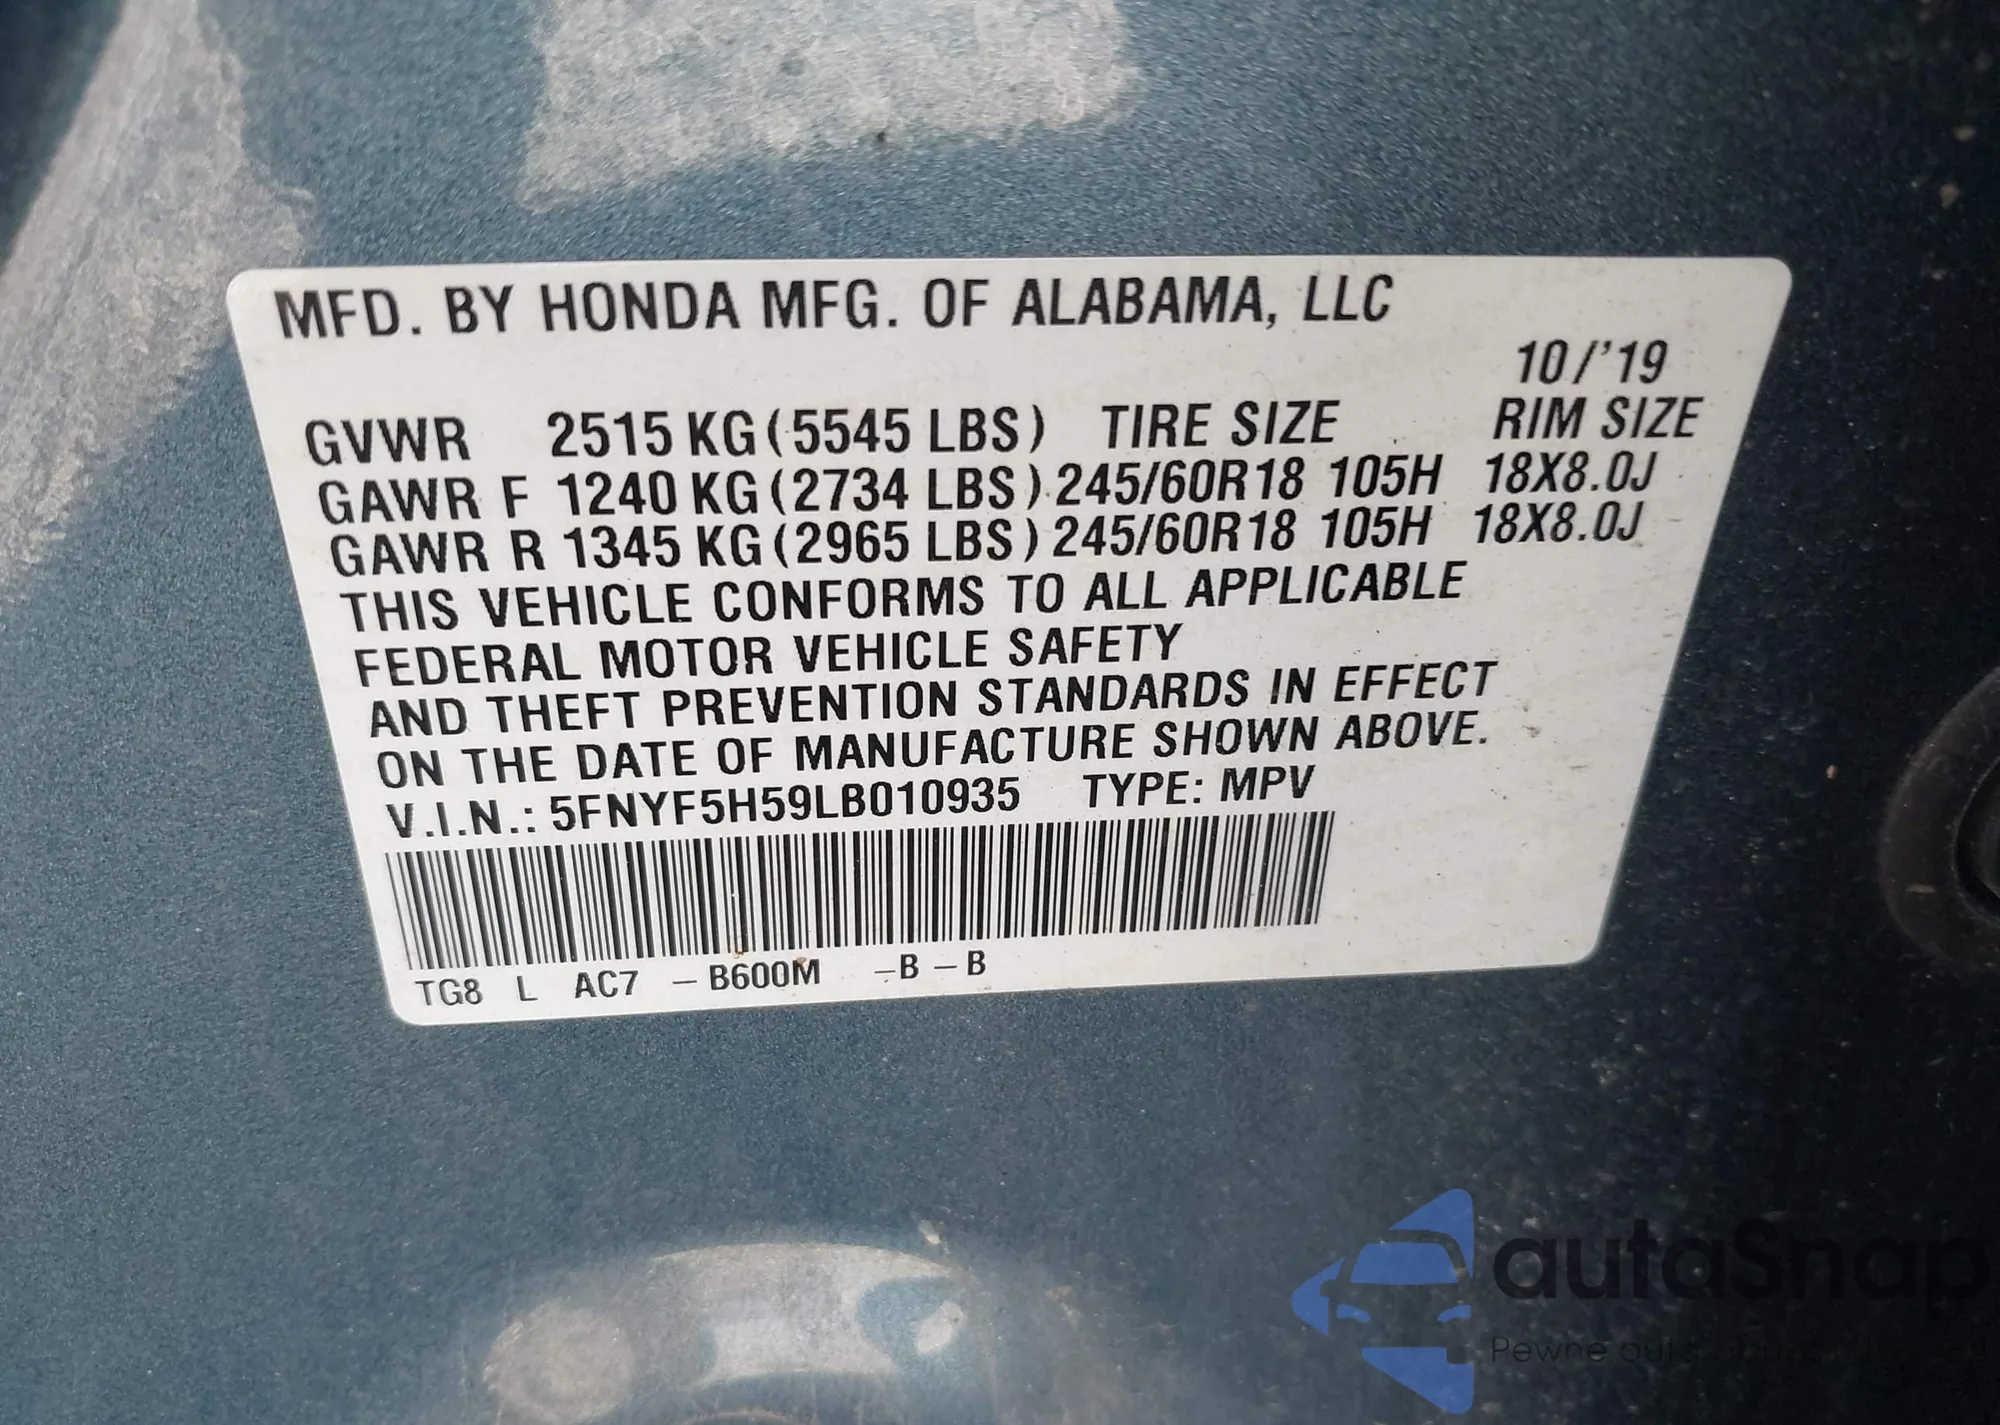 MFD. BY HONDA MFG. OF ALABAMA, LLC
10/'19
GVWR 2515 KG (5545 LBS) TIRE SIZE RIM SIZE
GAWR F 1240 KG (2734 LBS) 245/60R18 105H 18X8.0J
GAWR R 1345 KG (2965 LBS) 245/60R18 105H 18X8.0J
THIS VEHICLE CONFORMS TO ALL APPLICABLE
FEDERAL MOTOR VEHICLE SAFETY
AND THEFT PREVENTION STANDARDS IN EFFECT
ON THE DATE OF MANUFACTURE SHOWN ABOVE.
V.I.N.: 5FNYF5H59LB010935 TYPE: MPV
TG8 L AC7 – B600M – B – B
autaSnap
Pewne